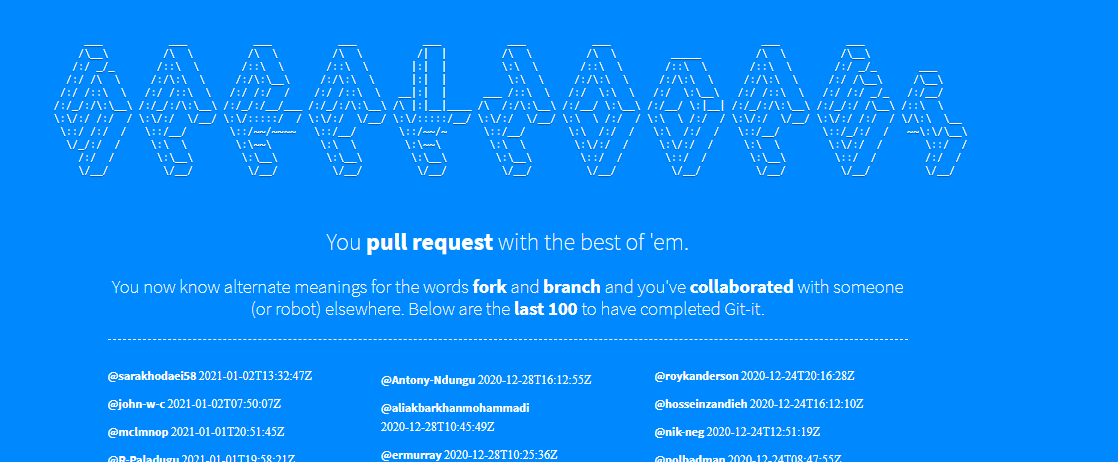 You pull request with the best of 'em.
You now know alternate meanings for the words fork and branch and you've collaborated with someone
(or robot) elsewhere. Below are the last 100 to have completed Git-it.
@sarakhodaei58 2021-01-02T13:32:47Z
@john-w-c 2021-01-02T07:50:07Z
@mclmnop 2021-01-01T20:51:45Z
@R-Paladugu 2021-01-01T19:58:21Z
@Antony-Ndungu 2020-12-28T16:12:55Z
@aliakbarkhanmohammadi
2020-12-28T10:45:49Z
@ermurray 2020-12-28T10:25:36Z
@roykanderson 2020-12-24T20:16:28Z
@hosseinzandieh 2020-12-24T16:12:10Z
@nik-neg 2020-12-24T12:51:19Z
2020-12-24T08:47:55Z